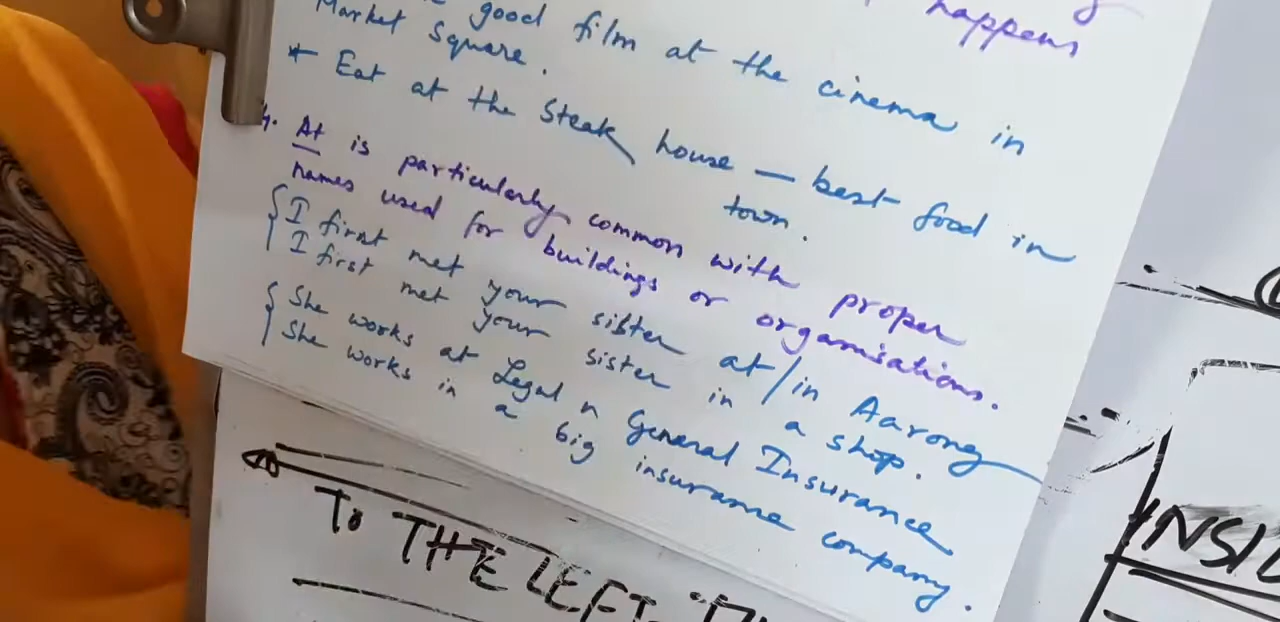 happens
good film at the cinema in
Market Square.
* Eat at the Steak house — best food in
town.
4. At is particularly common with proper
names used for buildings or organisations.
I first met your sister at/in Aarong
I first met your sister in a shop.
She works at Legal n General Insurance
She works in a big insurance company.
TO THE LEFT